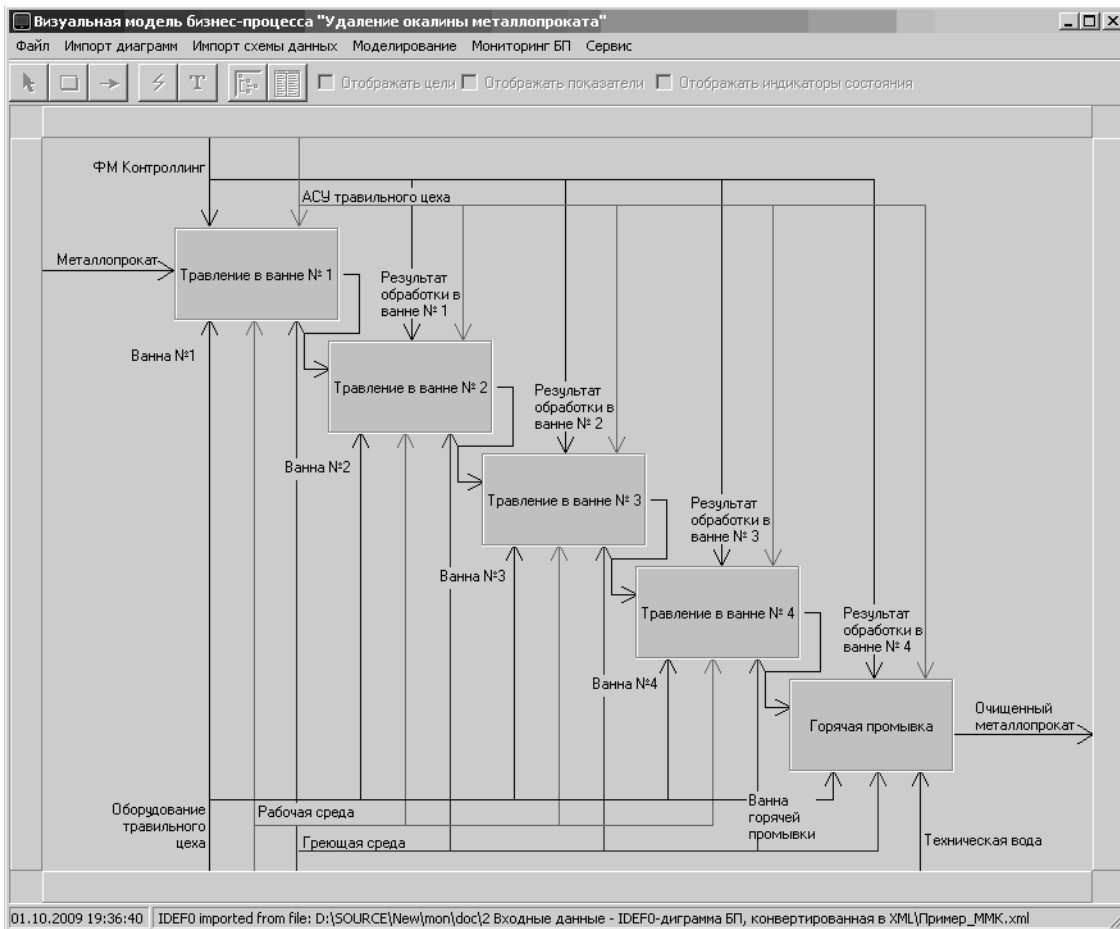 Визуальная модель бизнес-процесса "Удаление окалины металлопроката"
Файл Импорт диаграмм Импорт схемы данных Моделирование Мониторинг БП Сервис
T Отображать цели Отображать показатели Отображать индикаторы состояния
ФМ Контроллинг
АСУ травильного цеха
Металлопрокат
Травление в ванне № 1
Результат
обработки в
ванне № 1
Ванна №1
Травление в ванне № 2
Результат
обработки в
ванне № 2
Ванна №2
Травление в ванне № 3
Результат
обработки в
ванне № 3
Ванна №3
Травление в ванне № 4
Результат
обработки в
ванне № 4
Ванна №4
Горячая промывка
Очищенный
металлопрокат
Оборудование
травильного
цеха
Рабочая среда
Греющая среда
Ванна
горячей
промывки
Техническая вода
01.10.2009 19:36:40 IDEF0 imported from file: D:\SOURCE\New\mon\doc\2 Входные данные - IDEF0-диграмма БП, конвертированная в XML\Пример_ММК.xml